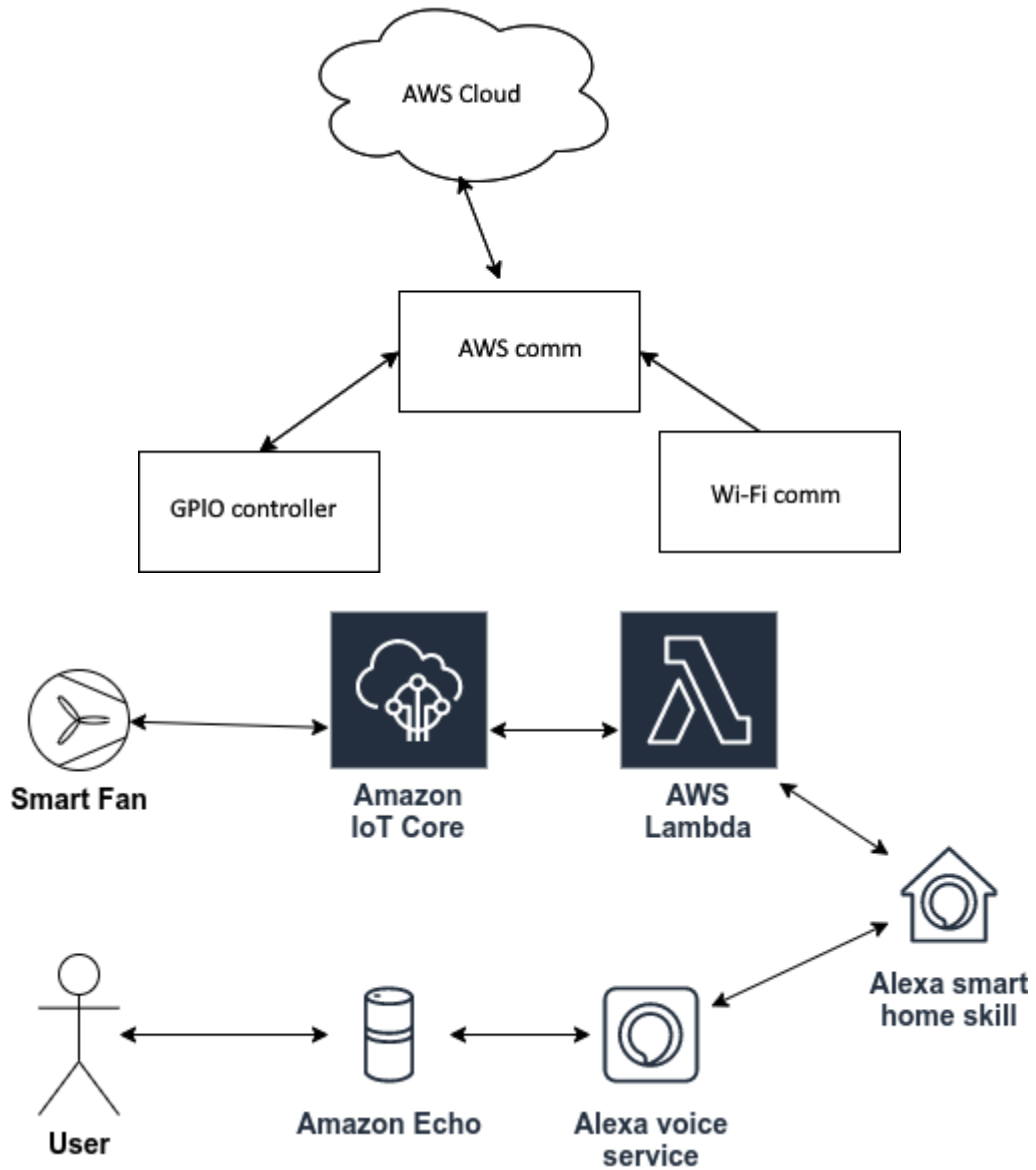 AWS Cloud
AWS comm
GPIO controller
Wi-Fi comm
Smart Fan
Amazon
IoT Core
AWS
Lambda
Alexa smart
home skill
User
Amazon Echo
Alexa voice
service